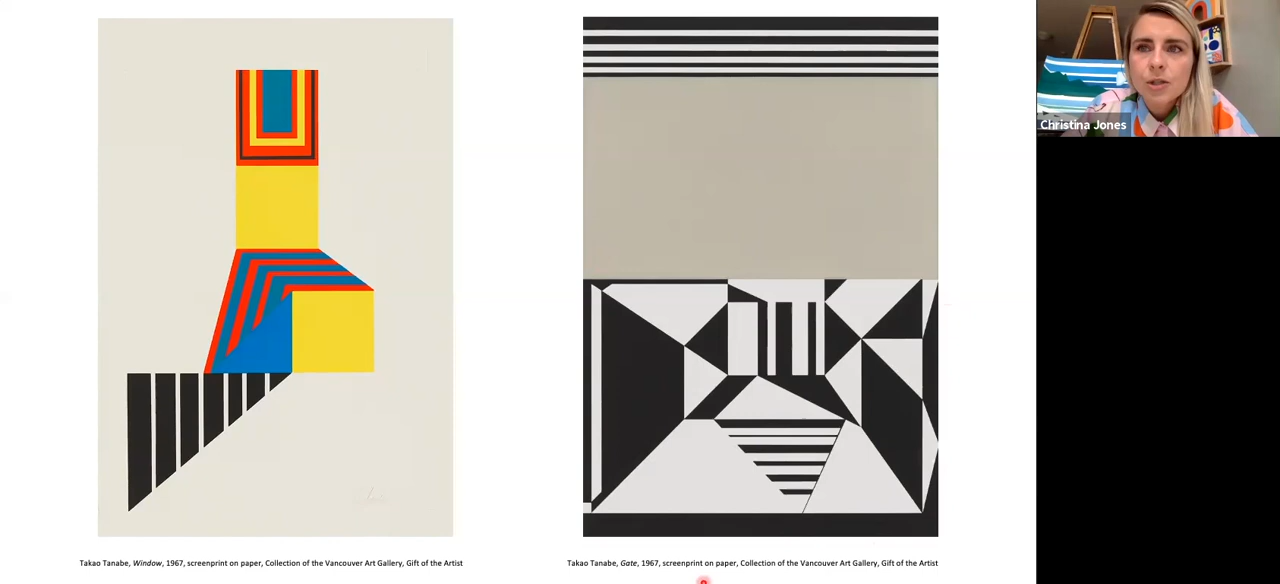 Christina Jones
Takao Tanabe, Window, 1967, screenprint on paper, Collection of the Vancouver Art Gallery, Gift of the Artist
Takao Tanabe, Gate, 1967, screenprint on paper, Collection of the Vancouver Art Gallery, Gift of the Artist